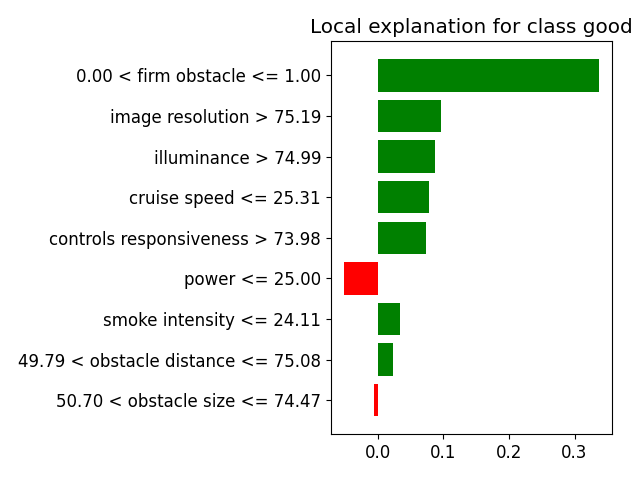 Local explanation for class good
0.00 < firm obstacle <= 1.00
image resolution > 75.19
illuminance > 74.99
cruise speed <= 25.31
controls responsiveness > 73.98
power <= 25.00
smoke intensity <= 24.11
49.79 < obstacle distance <= 75.08
50.70 < obstacle size <= 74.47
0.0 0.1 0.2 0.3